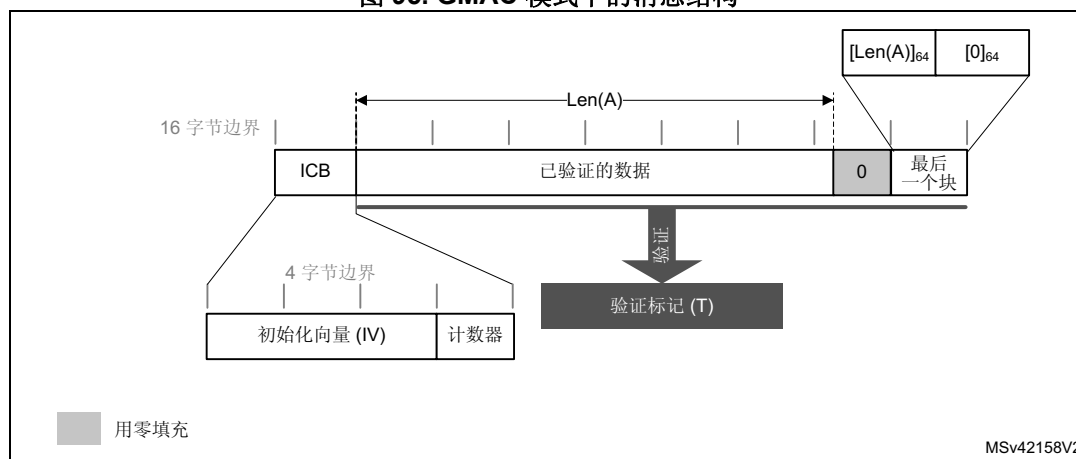 [Len(A)]64 [0]64
Len(A)
16 字节边界
ICB 已验证的数据 0 最后
一个块
验证
4 字节边界
验证标记 (T)
初始化向量 (IV) 计数器
用零填充
MSv42158V2